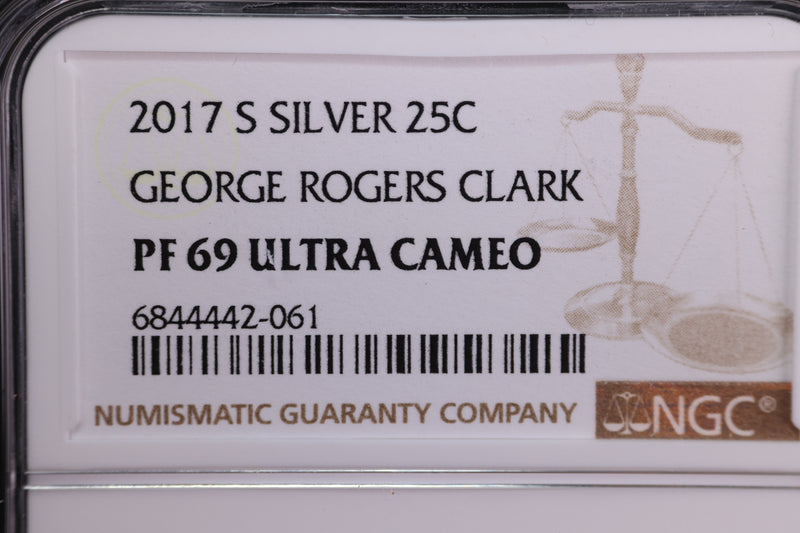 2017 S SILVER 25C
GEORGE ROGERS CLARK
PF 69 ULTRA CAMEO
6844442-061
NUMISMATIC GUARANTY COMPANY
NGC®